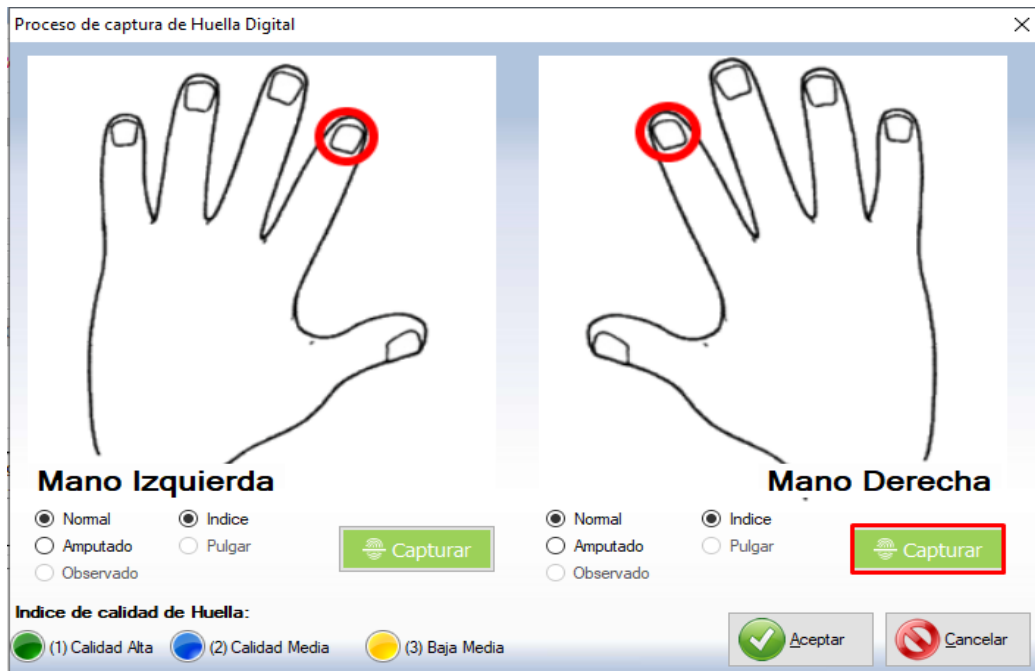 Proceso de captura de Huella Digital
Mano Izquierda
Mano Derecha
Normal Indice
Amputado Pulgar
Observado
Capturar
Normal Indice
Amputado Pulgar
Observado
Capturar
Indice de calidad de Huella:
(1) Calidad Alta (2) Calidad Media (3) Baja Media
Aceptar Cancelar